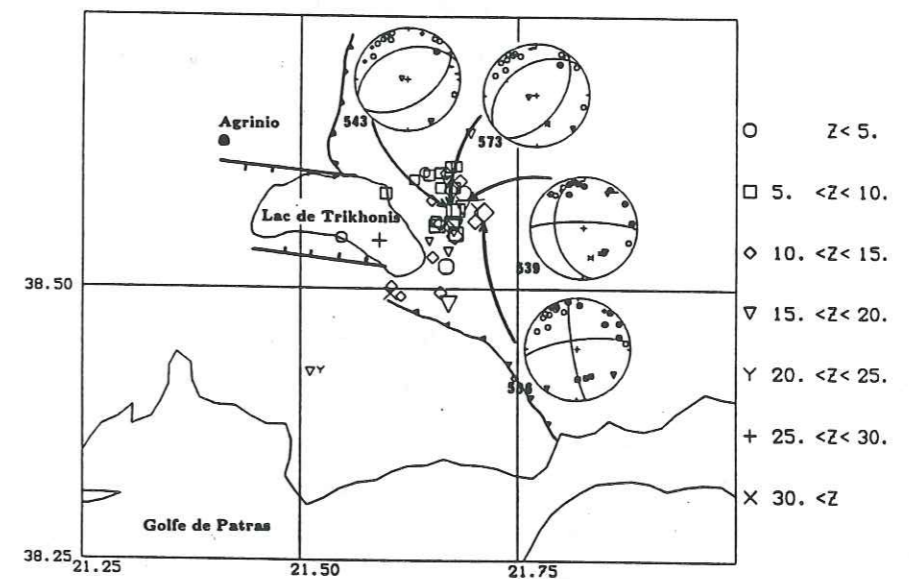 543
573
Agrinio
Z< 5.
5. <Z< 10.
Lac de Trikhonis
10. <Z< 15.
539
38.50
15. <Z< 20.
Y 20. <Z< 25.
+ 25. <Z< 30.
X 30. <Z
Golfe de Patras
38.25
21.25
21.50
21.75